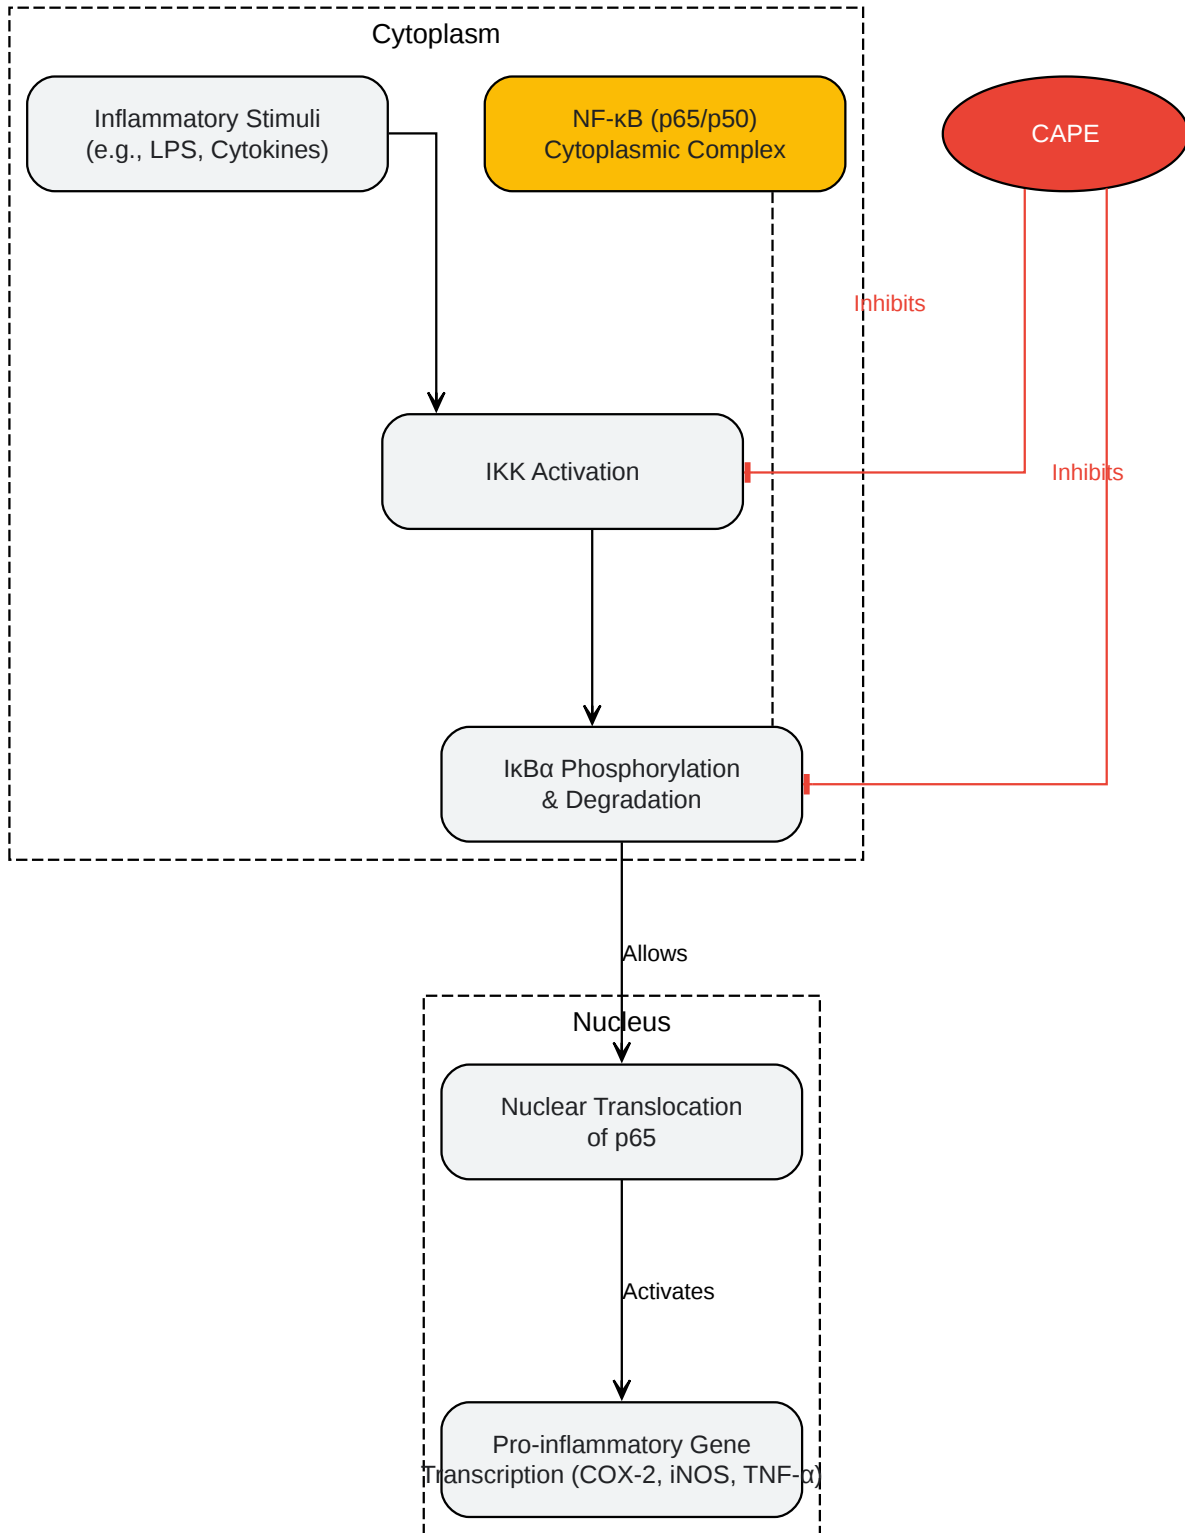 Cytoplasm
Inflammatory Stimuli
(e.g., LPS, Cytokines)
NF-κB (p65/p50)
Cytoplasmic Complex
CAPE
Inhibits
IKK Activation
Inhibits
IκBα Phosphorylation
& Degradation
Allows
Nucleus
Nuclear Translocation
of p65
Activates
Pro-inflammatory Gene
Transcription (COX-2, iNOS, TNF-α)